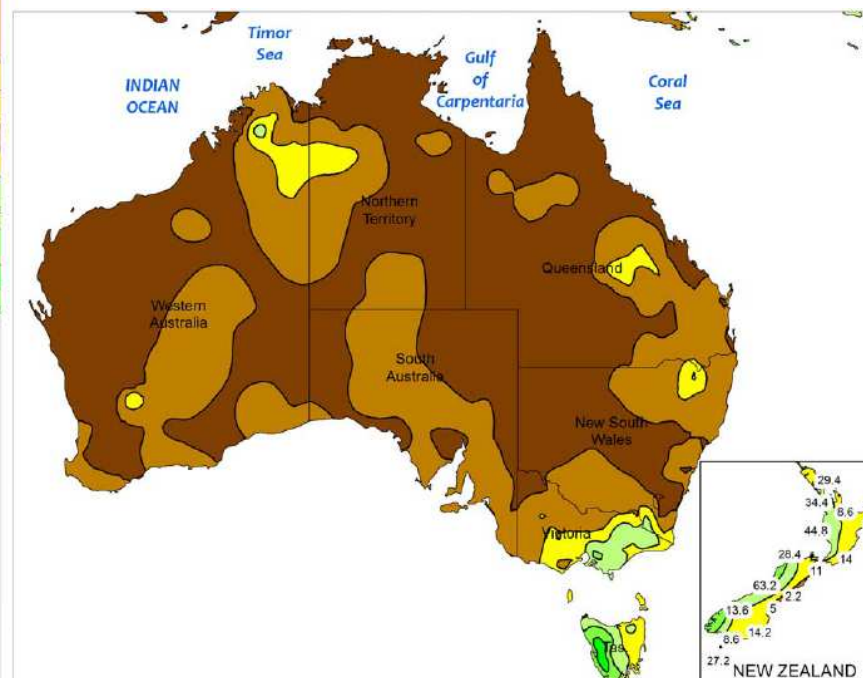 Timor
Sea
INDIAN
OCEAN
Gulf
of
Carpentaria
Coral
Sea
Northern
Territory
Queensland
Western
Australia
South
Australia
New South
Wales
Victoria
Tas
29.4
34.4
8.6
44.8
28.4
14
11
63.2
2.2
13.6
5
8.6
14.2
27.2
NEW ZEALAND